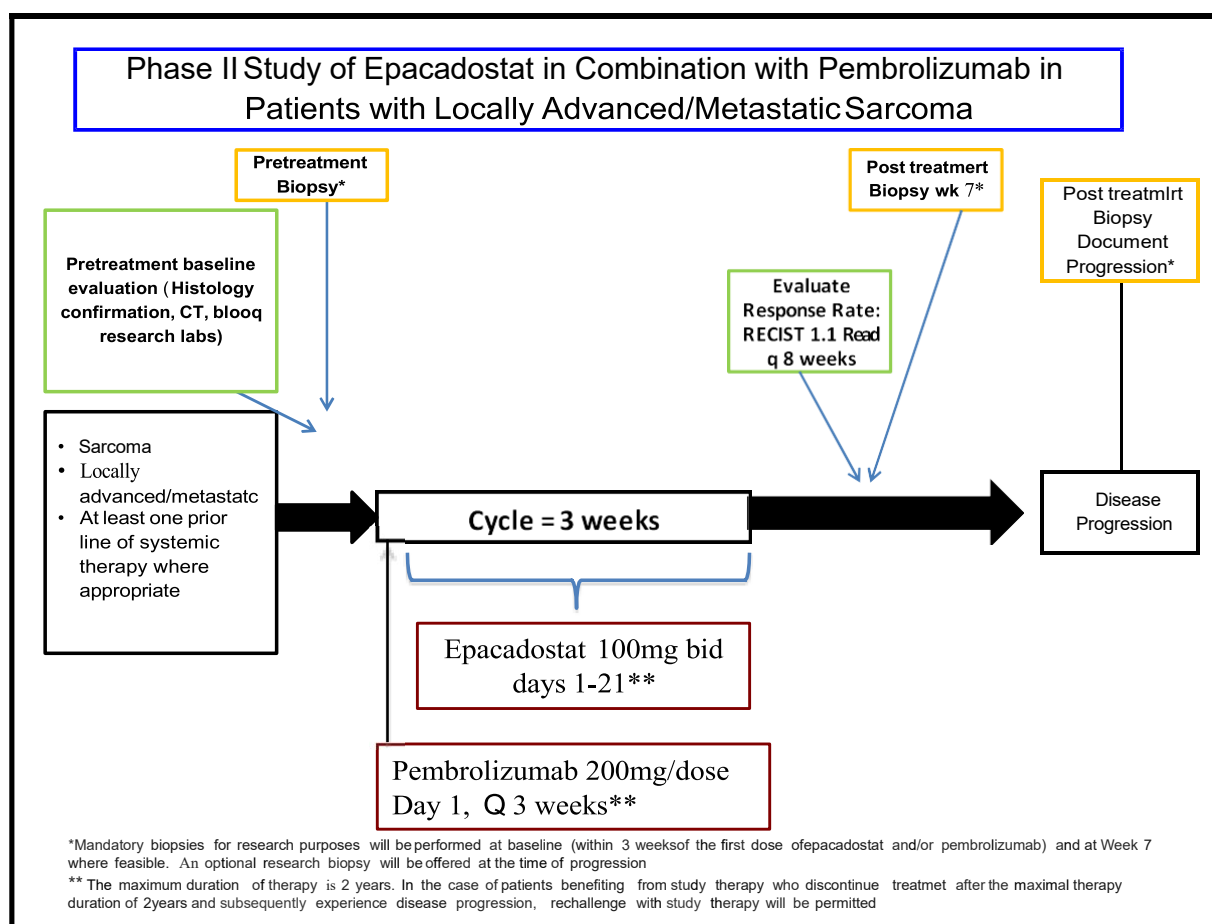 Phase II Study of Epacadostat in Combination with Pembrolizumab in
Patients with Locally Advanced/Metastatic Sarcoma
Pretreatment
Biopsy*
Post treatmert
Biopsy wk 7*
Post treatmlrt
Biopsy
Document
Progression*
Pretreatment baseline
evaluation (Histology
confirmation, CT, blooq
research labs)
Evaluate
Response Rate:
RECIST 1.1 Read
q 8 weeks
• Sarcoma
• Locally
advanced/metastatc
• At least one prior
line of systemic
therapy where
appropriate
Cycle = 3 weeks
Disease
Progression
Epacadostat 100mg bid
days 1-21**
Pembrolizumab 200mg/dose
Day 1, Q 3 weeks**
*Mandatory biopsies for research purposes will be performed at baseline (within 3 weeksof the first dose ofepacadostat and/or pembrolizumab) and at Week 7
where feasible. An optional research biopsy will be offered at the time of progression
** The maximum duration of therapy is 2 years. In the case of patients benefiting from study therapy who discontinue treatmet after the maximal therapy
duration of 2years and subsequently experience disease progression, rechallenge with study therapy will be permitted